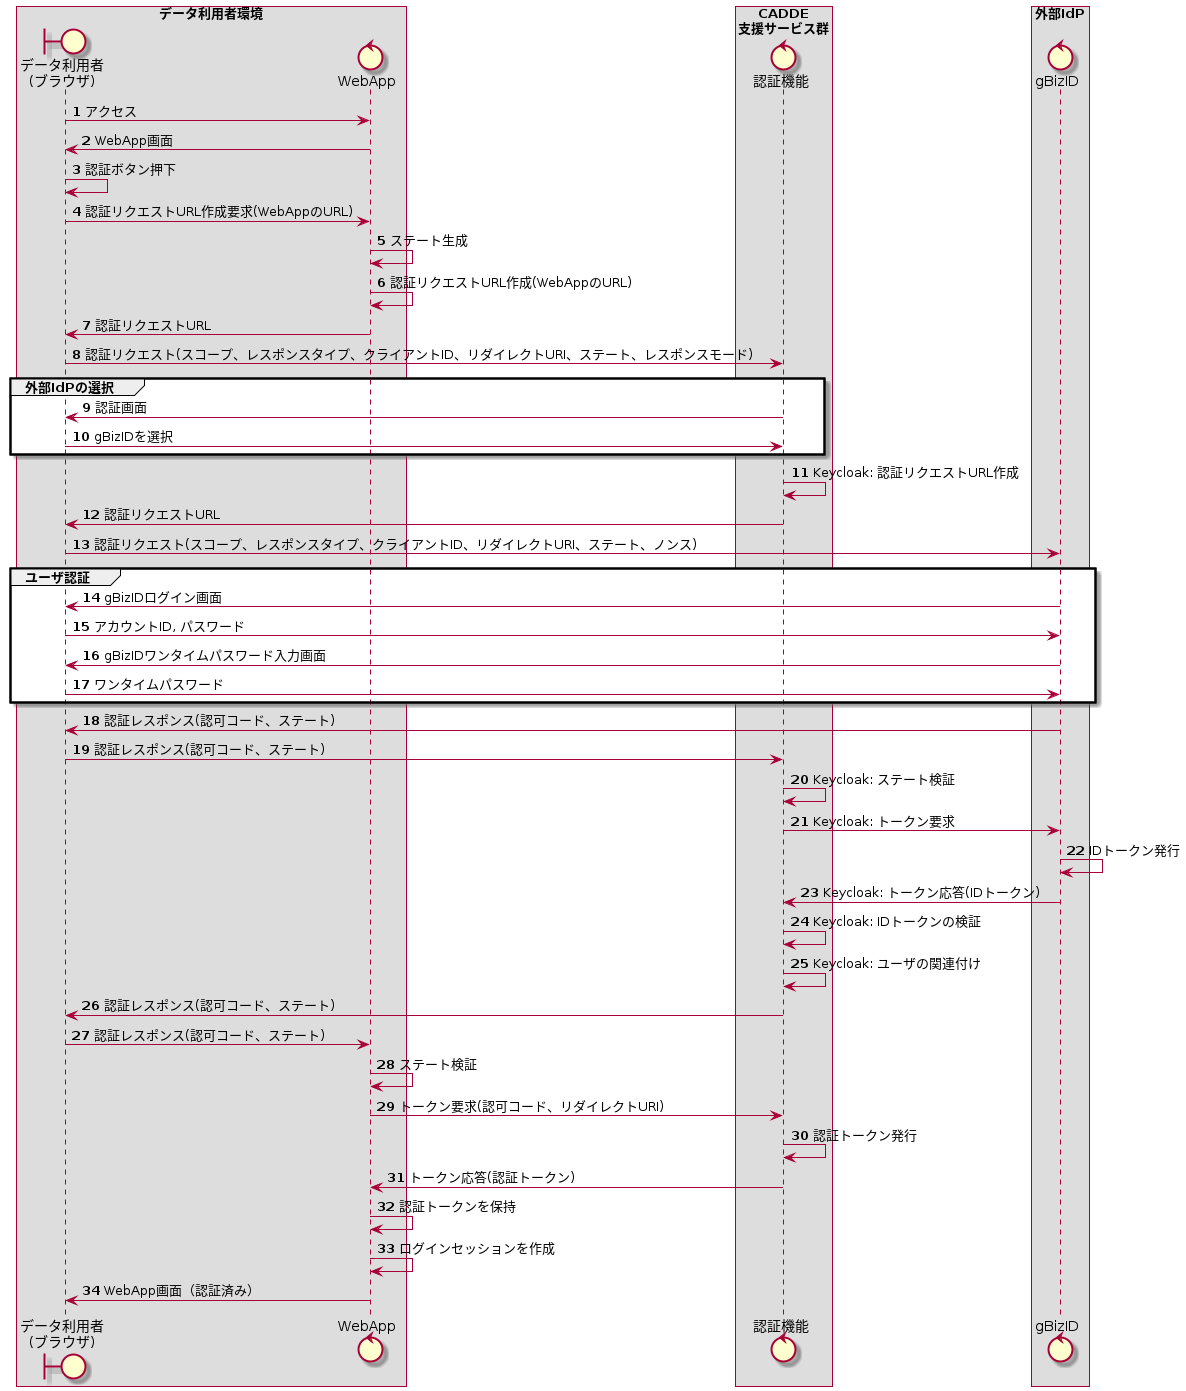 データ利用者環境
CADDE
支援サービス群
外部IdP
データ利用者
(ブラウザ)
WebApp
認証機能
gBizID
1 アクセス
2 WebApp画面
3 認証ボタン押下
4 認証リクエストURL作成要求(WebAppのURL)
5 ステート生成
6 認証リクエストURL作成(WebAppのURL)
7 認証リクエストURL
8 認証リクエスト(スコープ、レスポンスタイプ、クライアントID、リダイレクトURI、ステート、レスポンスモード)
外部IdPの選択
9 認証画面
10 gBizIDを選択
11 Keycloak: 認証リクエストURL作成
12 認証リクエストURL
13 認証リクエスト(スコープ、レスポンスタイプ、クライアントID、リダイレクトURI、ステート、ノンス)
ユーザ認証
14 gBizIDログイン画面
15 アカウントID, パスワード
16 gBizIDワンタイムパスワード入力画面
17 ワンタイムパスワード
18 認証レスポンス(認可コード、ステート)
19 認証レスポンス(認可コード、ステート)
20 Keycloak: ステート検証
21 Keycloak: トークン要求
22 IDトークン発行
23 Keycloak: トークン応答(IDトークン)
24 Keycloak: IDトークンの検証
25 Keycloak: ユーザの関連付け
26 認証レスポンス(認可コード、ステート)
27 認証レスポンス(認可コード、ステート)
28 ステート検証
29 トークン要求(認可コード、リダイレクトURI)
30 認証トークン発行
31 トークン応答(認証トークン)
32 認証トークンを保持
33 ログインセッションを作成
34 WebApp画面（認証済み）
データ利用者
(ブラウザ)
WebApp
認証機能
gBizID